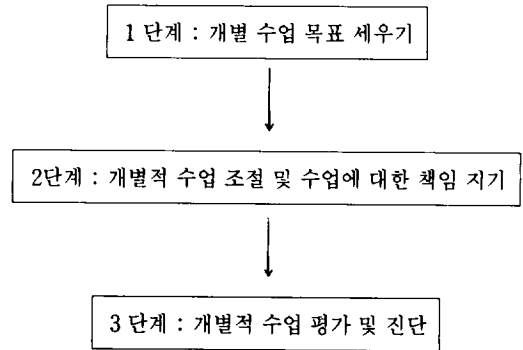 1 단계 : 개별 수업 목표 세우기
2단계 : 개별적 수업 조절 및 수업에 대한 책임 지기
3 단계 : 개별적 수업 평가 및 진단